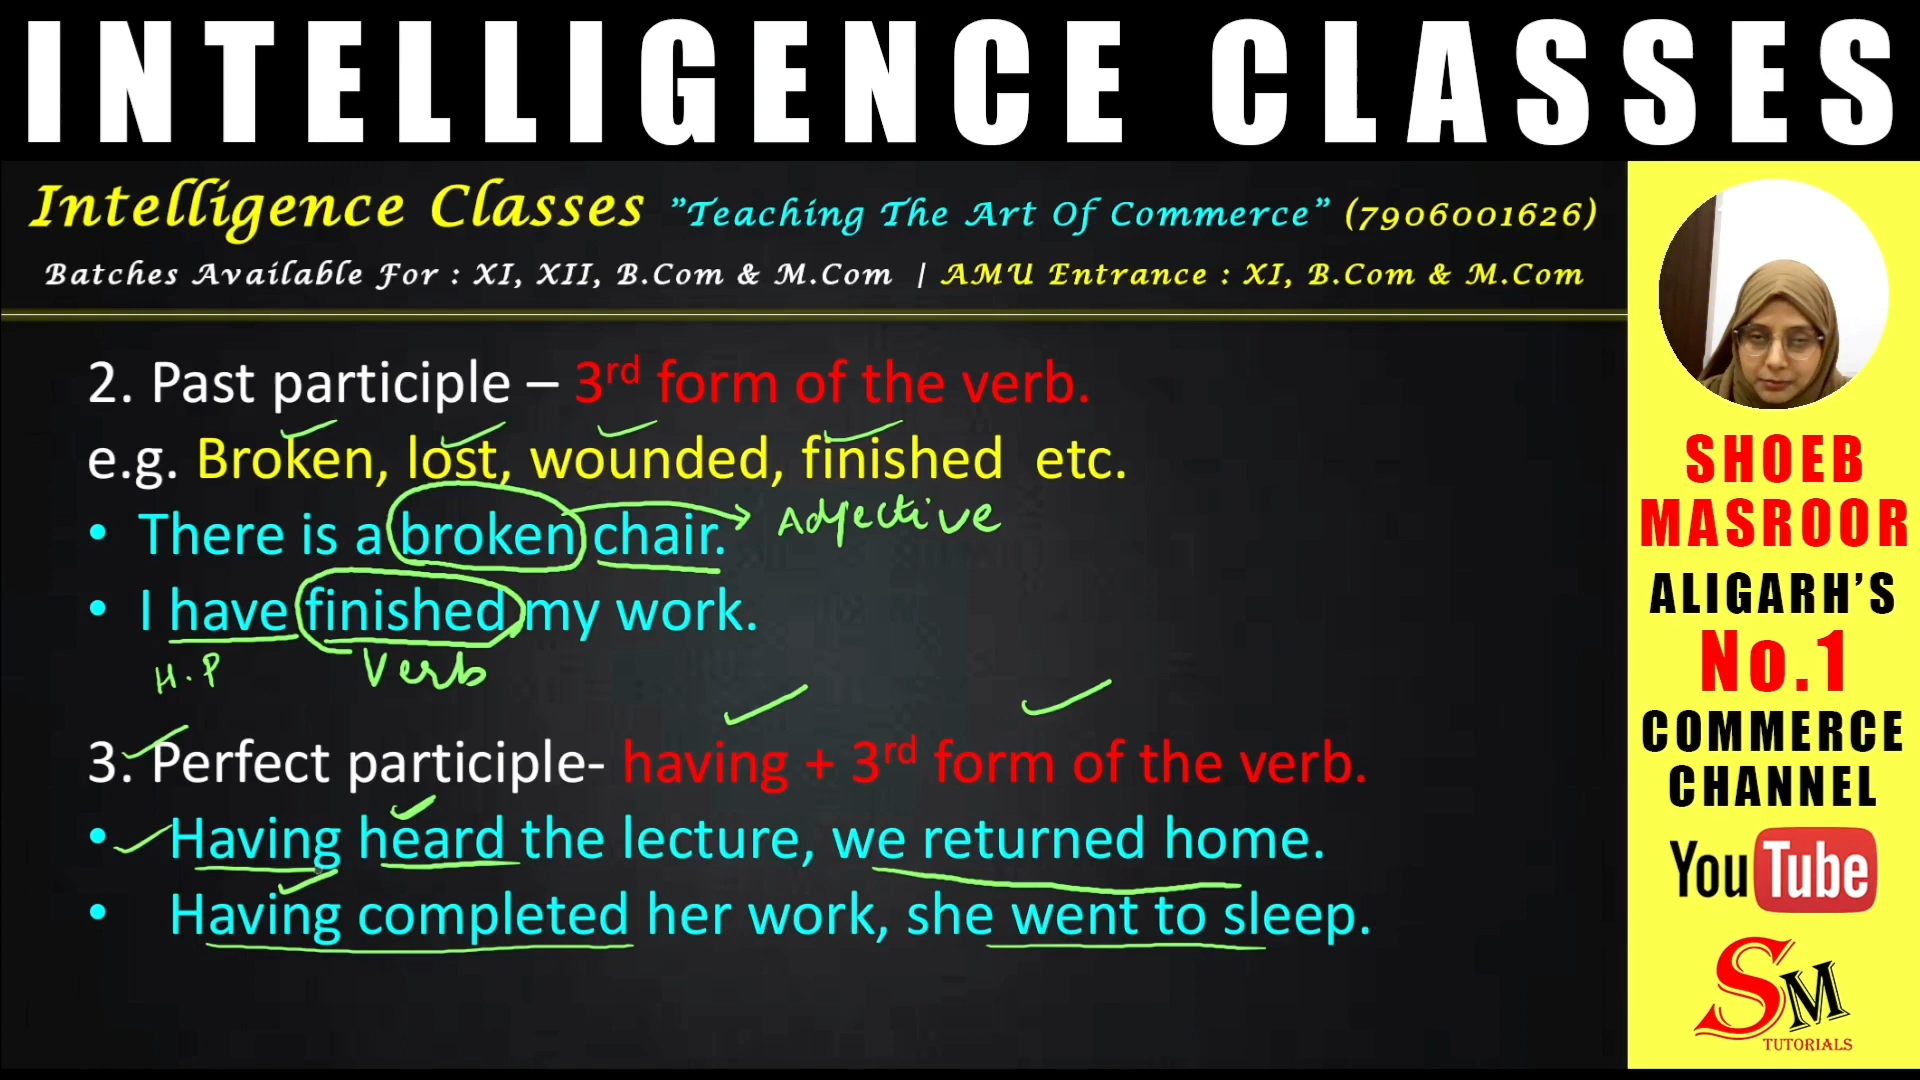 INTELLIGENCE CLASSES
Intelligence Classes "Teaching The Art Of Commerce" (7906001626)
Batches Available For : XI, XII, B.Com & M.Com | AMU Entrance : XI, B.Com & M.Com
2. Past participle – 3rd form of the verb.
e.g. Broken, lost, wounded, finished etc.
• There is a broken chair. Adjective
• I have finished my work.
H.P Verb
3. Perfect participle- having + 3rd form of the verb.
• Having heard the lecture, we returned home.
• Having completed her work, she went to sleep.
SHOEB
MASROOR
ALIGARH'S
No.1
COMMERCE
CHANNEL
YouTube
SM
TUTORIALS